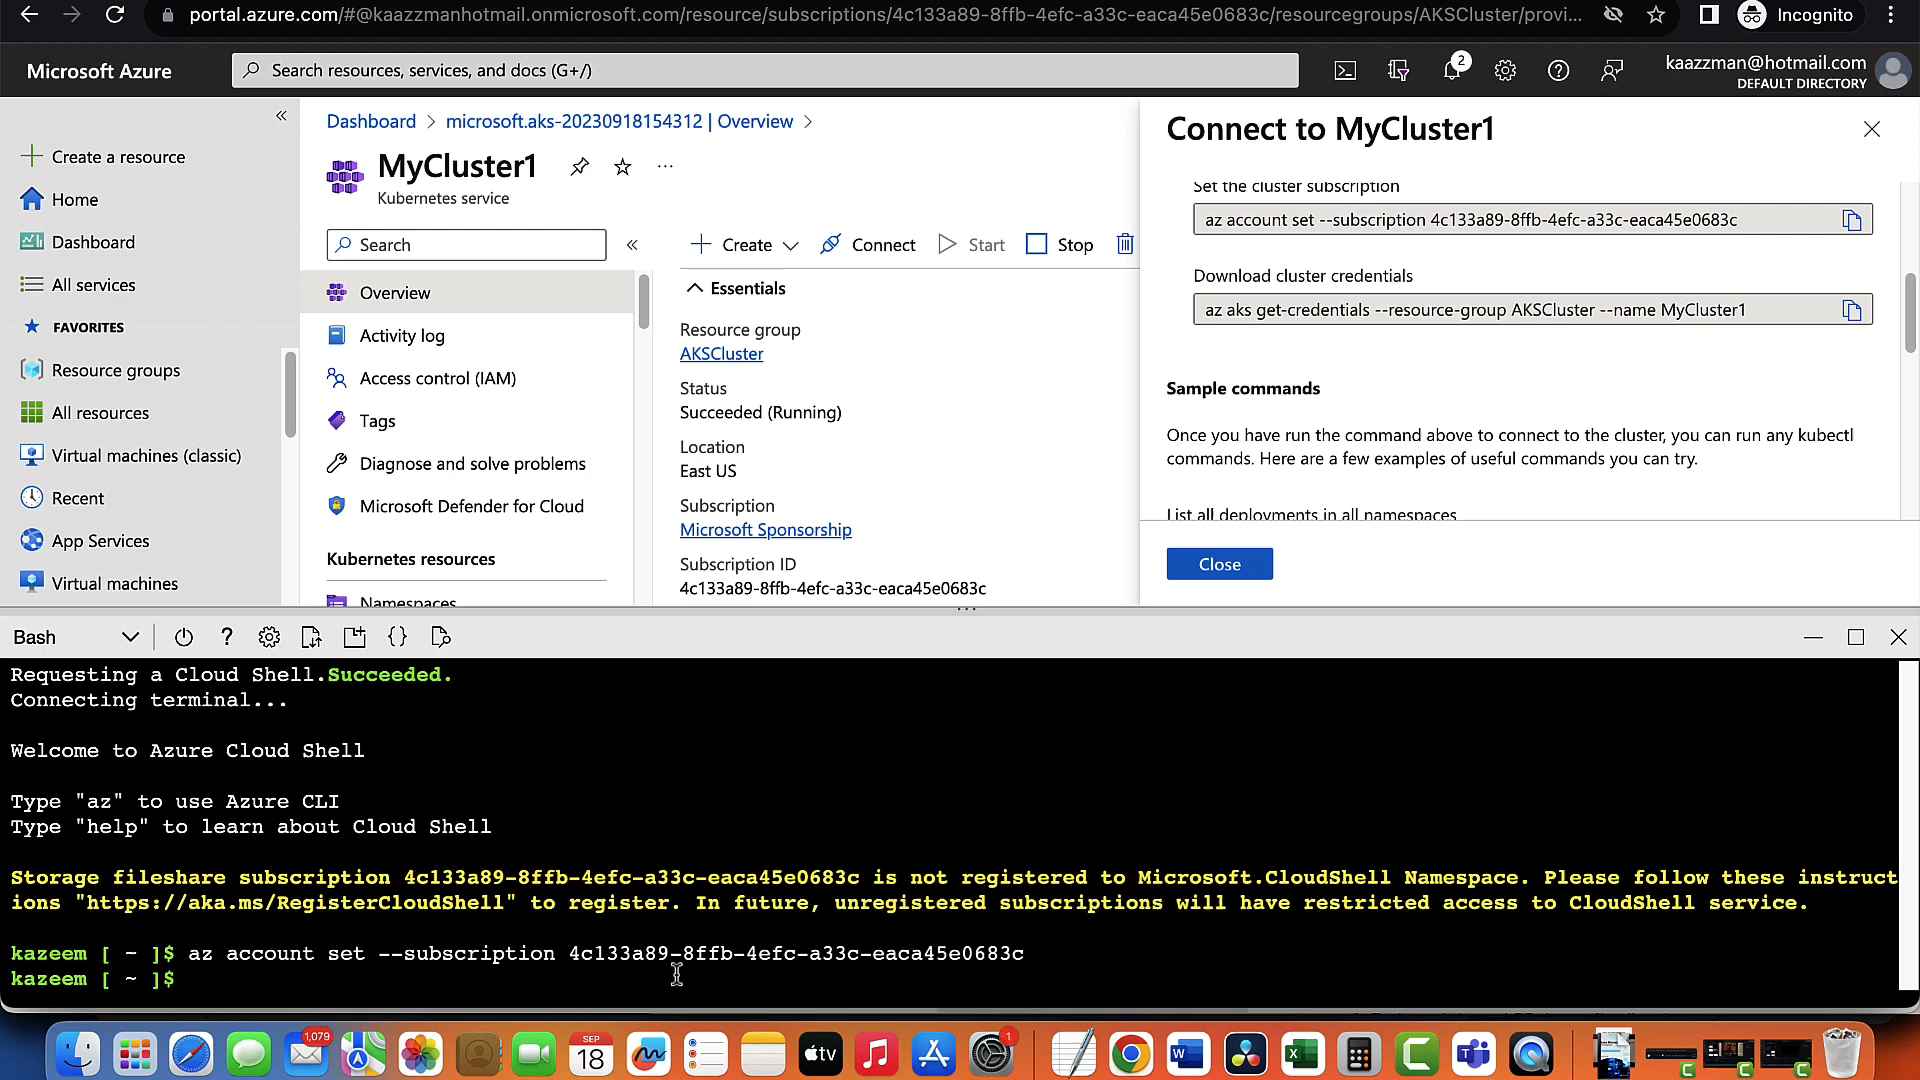 portal.azure.com/#@kaazzmanhotmail.onmicrosoft.com/resource/subscriptions/4c133a89-8ffb-4efc-a33c-eaca45e0683c/resourcegroups/AKSCluster/provi...
Incognito
Microsoft Azure
Search resources, services, and docs (G+/)
2
kaazzman@hotmail.com
DEFAULT DIRECTORY
Create a resource
Home
Dashboard
All services
FAVORITES
Resource groups
All resources
Virtual machines (classic)
Recent
App Services
Virtual machines
Dashboard > microsoft.aks-20230918154312 | Overview >
MyCluster1
Kubernetes service
Search
Overview
Activity log
Access control (IAM)
Tags
Diagnose and solve problems
Microsoft Defender for Cloud
Kubernetes resources
Namespaces
Create
Connect
Start
Stop
Essentials
Resource group
AKSCluster
Status
Succeeded (Running)
Location
East US
Subscription
Microsoft Sponsorship
Subscription ID
4c133a89-8ffb-4efc-a33c-eaca45e0683c
Connect to MyCluster1
Set the cluster subscription
az account set --subscription 4c133a89-8ffb-4efc-a33c-eaca45e0683c
Download cluster credentials
az aks get-credentials --resource-group AKSCluster --name MyCluster1
Sample commands
Once you have run the command above to connect to the cluster, you can run any kubectl
commands. Here are a few examples of useful commands you can try.
List all deployments in all namespaces
Close
Bash
Requesting a Cloud Shell.Succeeded.
Connecting terminal...
Welcome to Azure Cloud Shell
Type "az" to use Azure CLI
Type "help" to learn about Cloud Shell
Storage fileshare subscription 4c133a89-8ffb-4efc-a33c-eaca45e0683c is not registered to Microsoft.CloudShell Namespace. Please follow these instruct
ions "https://aka.ms/RegisterCloudShell" to register. In future, unregistered subscriptions will have restricted access to CloudShell service.
kazeem [ ~ ]$ az account set --subscription 4c133a89-8ffb-4efc-a33c-eaca45e0683c
kazeem [ ~ ]$
1,079
SEP
18
tv
1